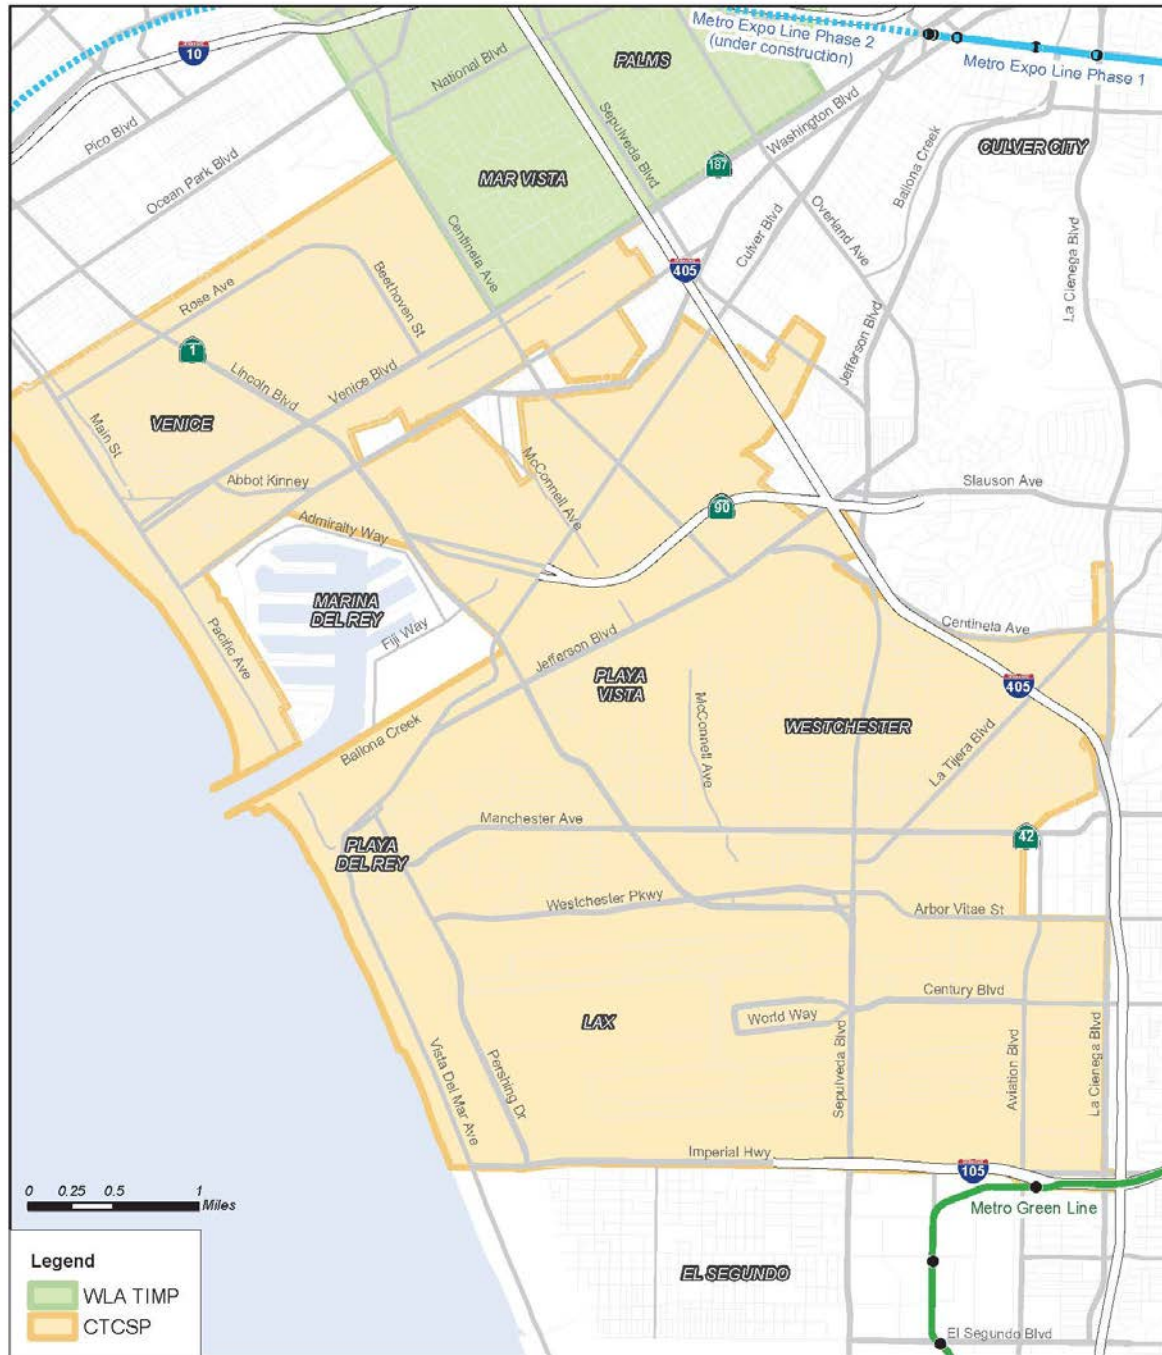 Metro Expo Line Phase 2
(under construction)
Metro Expo Line Phase 1
10
PALMS
National Blvd
Pico Blvd
Sepulveda Blvd
Washington Blvd
Ballona Creek
CULVER CITY
Ocean Park Blvd
MAR VISTA
187
Centinela Ave
Culver Blvd
Overland Ave
La Cienega Blvd
405
Rose Ave
Beethoven St
Jefferson Blvd
1
Lincoln Blvd
Venice Blvd
VENICE
Main St
Abbot Kinney
McConnell Ave
Slauson Ave
90
Admiralty Way
MARINA
DEL REY
Fiji Way
Pacific Ave
Centinela Ave
Jefferson Blvd
PLAYA
VISTA
405
McConnell Ave
WESTCHESTER
Ballona Creek
La Tijera Blvd
Manchester Ave
42
PLAYA
DEL REY
Westchester Pkwy
Arbor Vitae St
Century Blvd
World Way
LAX
Vista Del Mar Ave
Pershing Dr
Sepulveda Blvd
Aviation Blvd
La Cienega Blvd
Imperial Hwy
105
0 0.25 0.5 1
Miles
Metro Green Line
Legend
WLA TIMP
CTCSP
EL SEGUNDO
El Segundo Blvd